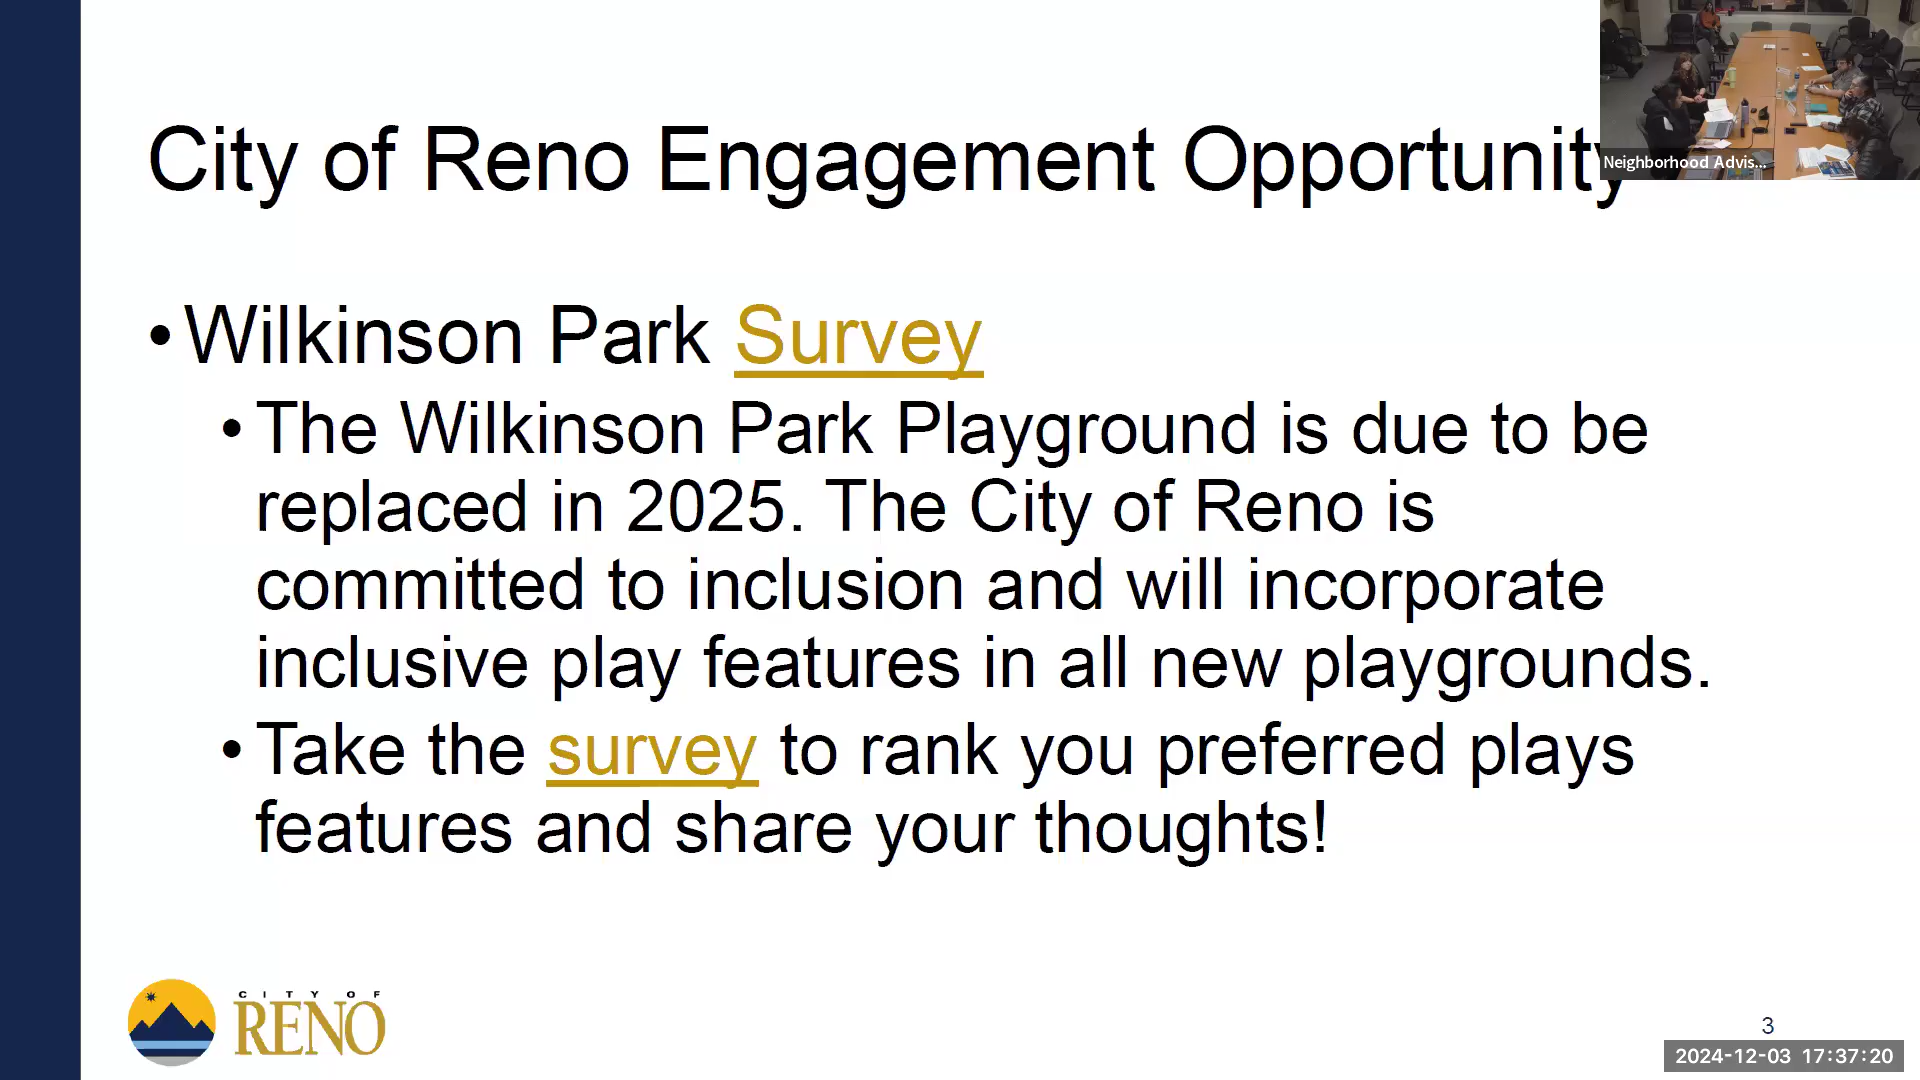 City of Reno Engagement Opportunity
Neighborhood Advis...
• Wilkinson Park Survey
• The Wilkinson Park Playground is due to be
replaced in 2025. The City of Reno is
committed to inclusion and will incorporate
inclusive play features in all new playgrounds.
• Take the survey to rank you preferred plays
features and share your thoughts!
CITY OF
RENO
3
2024-12-03 17:37:20